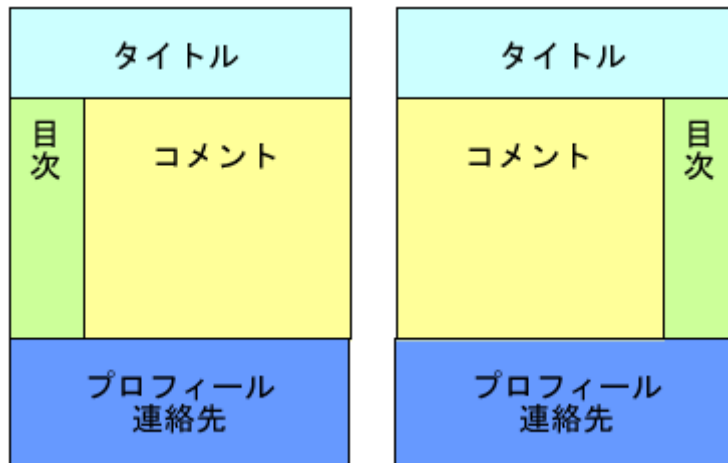 タイトル
目次
コメント
プロフィール
連絡先
タイトル
コメント
目次
プロフィール
連絡先